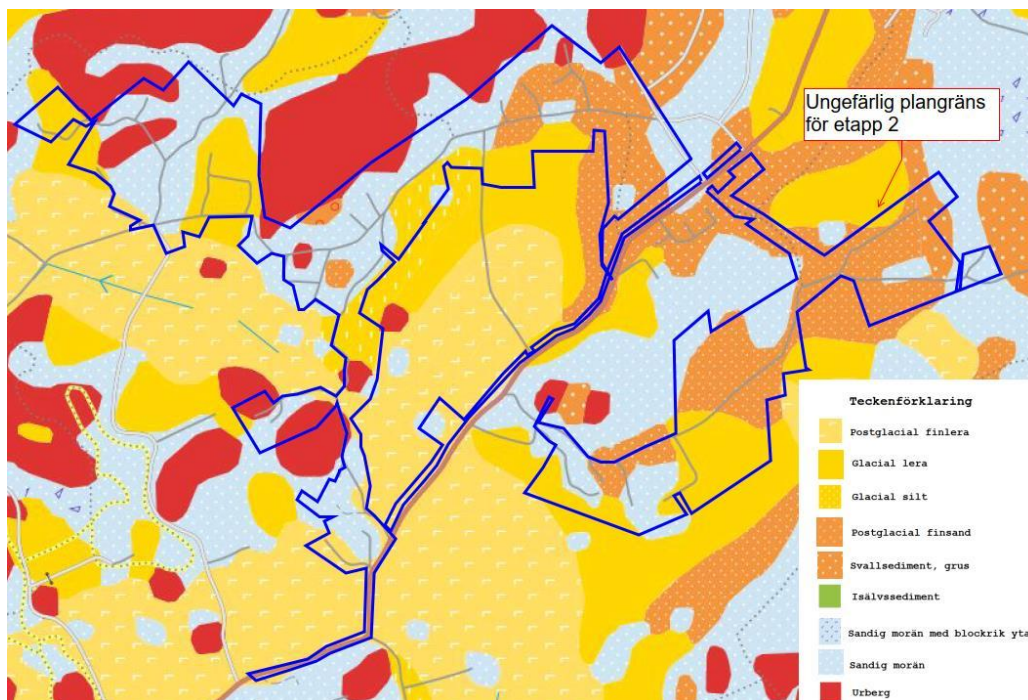 Ungefärlig plangräns
för etapp 2
Teckenförklaring
Postglacial finlera
Glacial lera
Glacial silt
Postglacial finsand
Svallsediment, grus
Isälvssediment
Sandig morän med blockrik yta
Sandig morän
Urberg